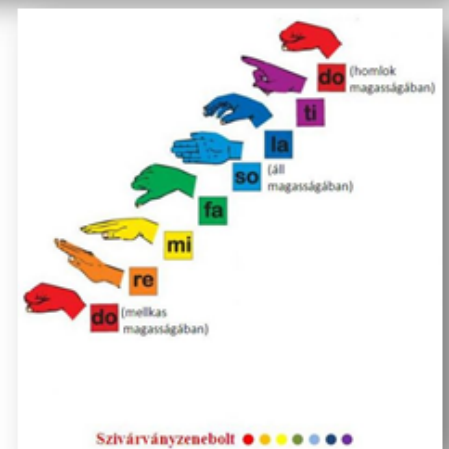 do (homlok
magasságában)
ti
la
so (áll
magasságában)
fa
mi
re
do (mellkas
magasságában)
Szivárványzenebolt